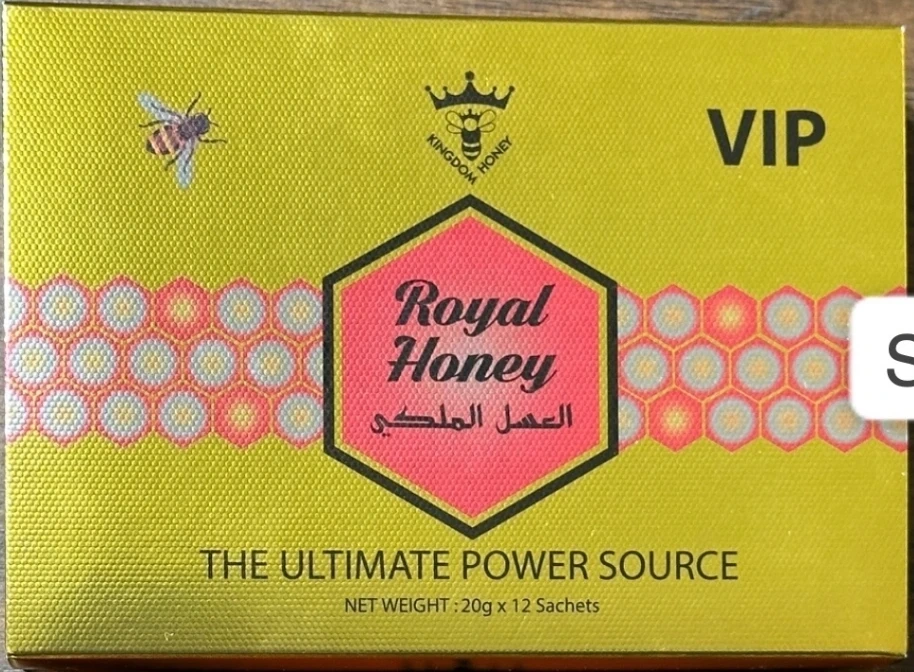 KINGDOM HONEY
VIP
Royal
Honey
العسل الملكي
THE ULTIMATE POWER SOURCE
NET WEIGHT : 20g x 12 Sachets
S